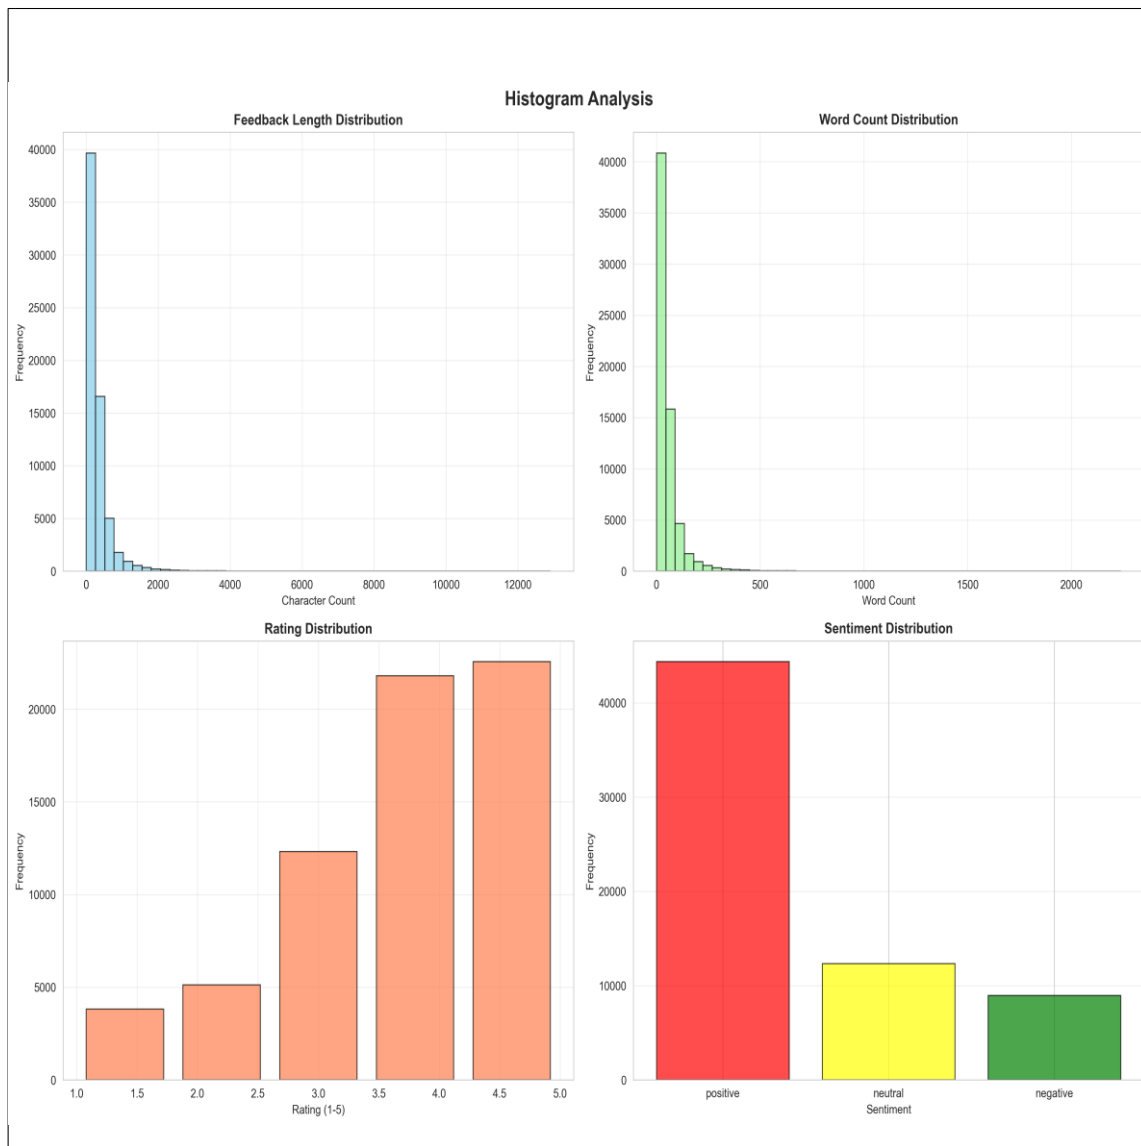 Histogram Analysis
Feedback Length Distribution
40000
35000
30000
25000
20000
15000
10000
5000
0
Frequency
0 2000 4000 6000 8000 10000 12000
Character Count
Word Count Distribution
40000
35000
30000
25000
20000
15000
10000
5000
0
Frequency
0 500 1000 1500 2000
Word Count
Rating Distribution
20000
15000
10000
5000
0
Frequency
1.0 1.5 2.0 2.5 3.0 3.5 4.0 4.5 5.0
Rating (1-5)
Sentiment Distribution
40000
30000
20000
10000
0
Frequency
positive neutral negative
Sentiment